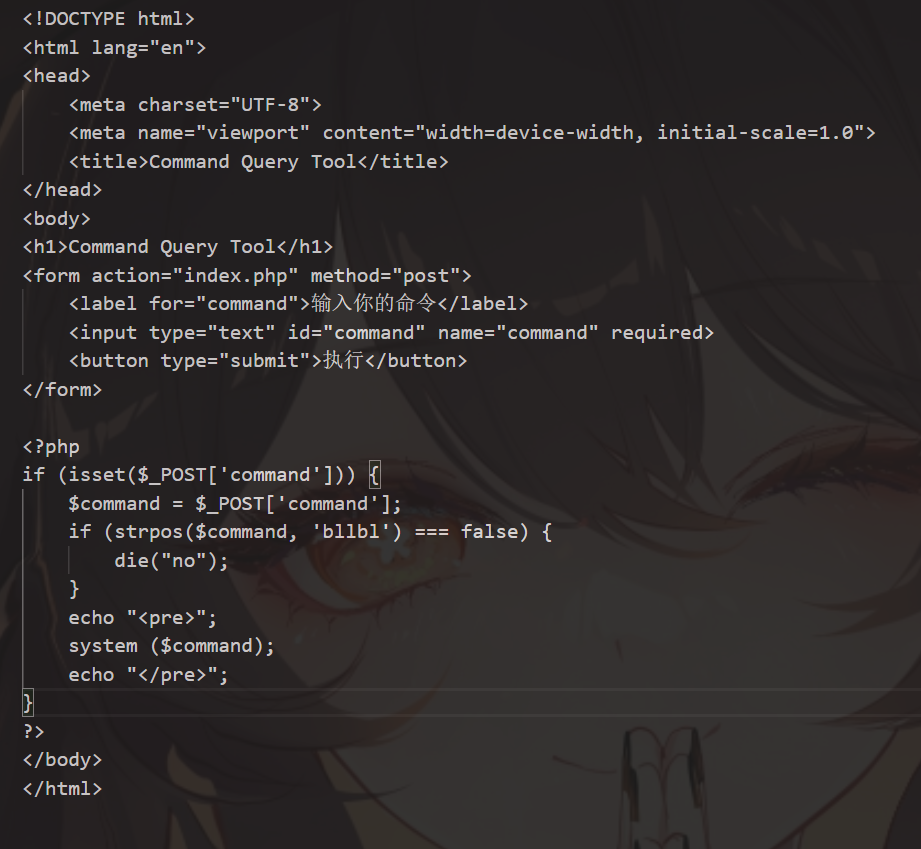 <!DOCTYPE html>
<html lang="en">
<head>
    <meta charset="UTF-8">
    <meta name="viewport" content="width=device-width, initial-scale=1.0">
    <title>Command Query Tool</title>
</head>
<body>
<h1>Command Query Tool</h1>
<form action="index.php" method="post">
    <label for="command">输入你的命令</label>
    <input type="text" id="command" name="command" required>
    <button type="submit">执行</button>
</form>

<?php
if (isset($_POST['command'])) {
    $command = $_POST['command'];
    if (strpos($command, 'bllbl') === false) {
        die("no");
    }
    echo "<pre>";
    system ($command);
    echo "</pre>";
}
?>
</body>
</html>